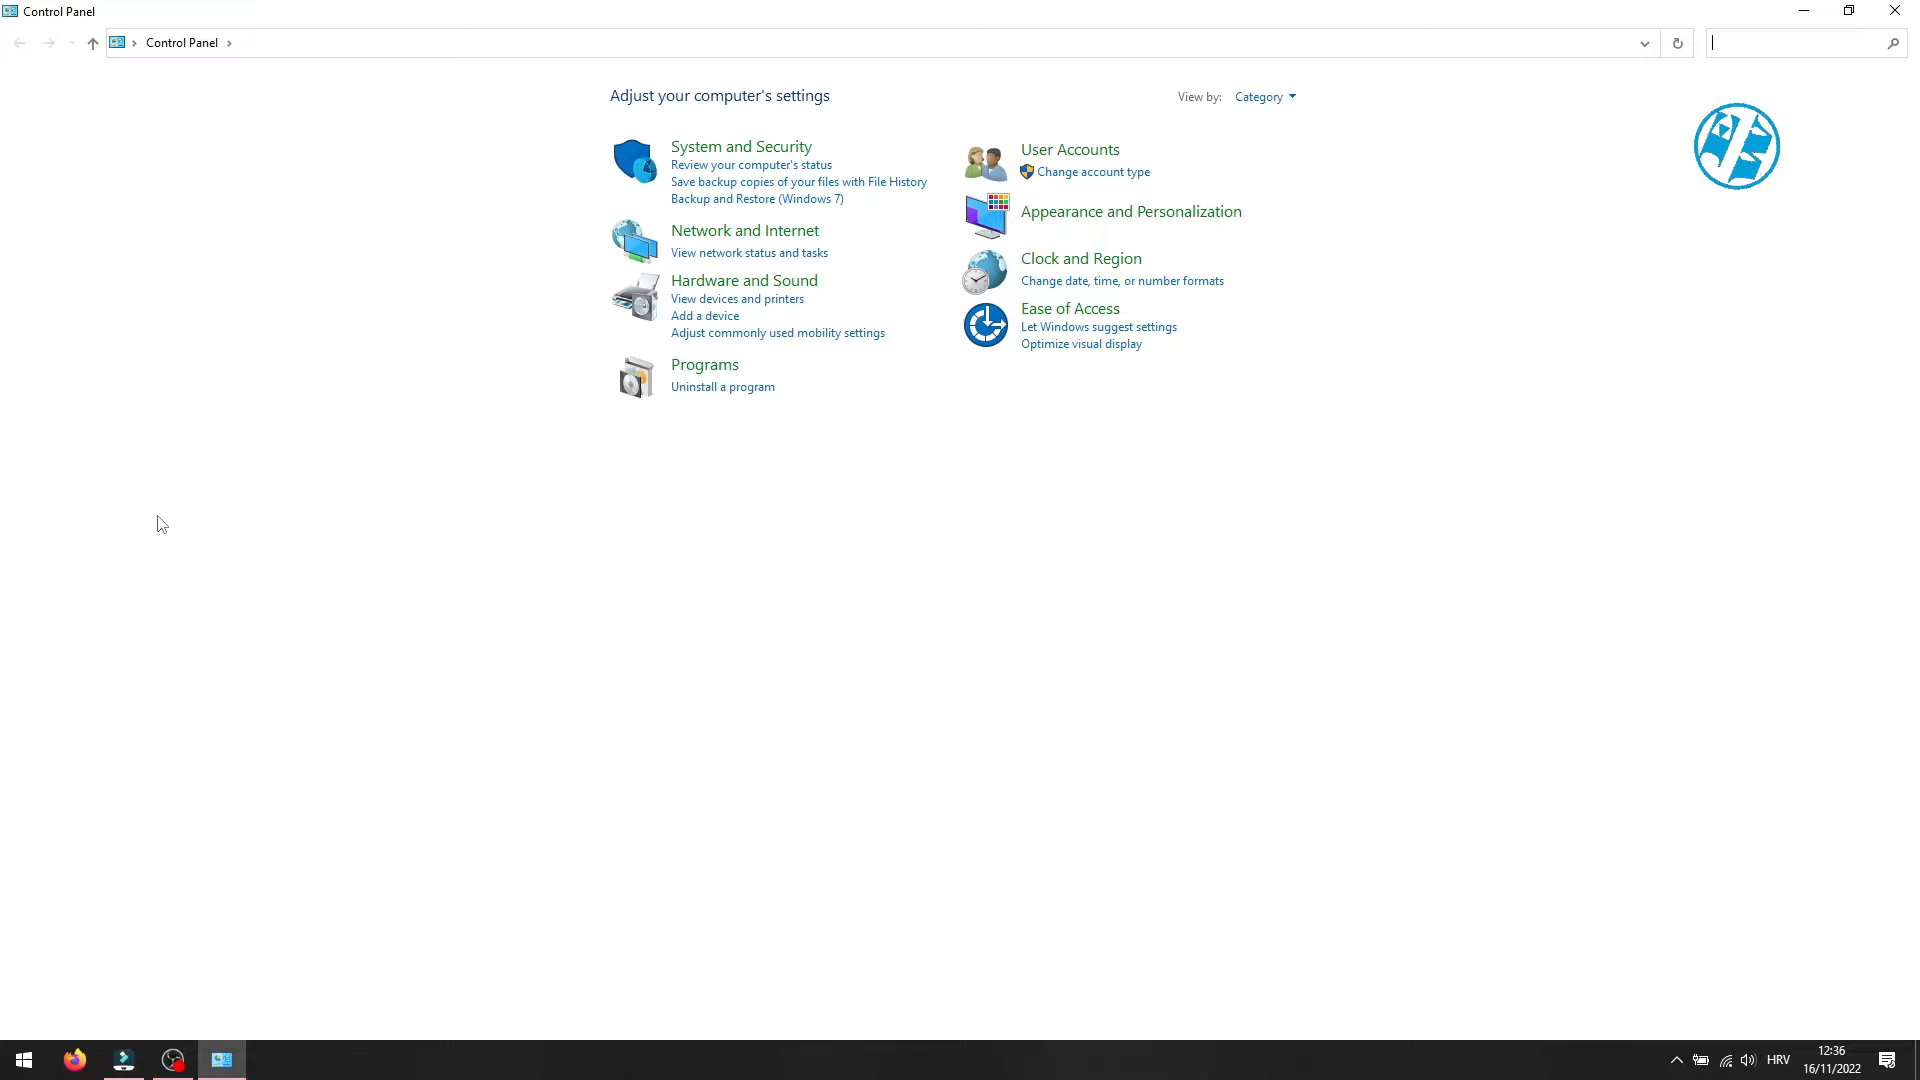 Control Panel
Control Panel
Adjust your computer's settings
View by: Category
System and Security
Review your computer's status
Save backup copies of your files with File History
Backup and Restore (Windows 7)
Network and Internet
View network status and tasks
Hardware and Sound
View devices and printers
Add a device
Adjust commonly used mobility settings
Programs
Uninstall a program
User Accounts
Change account type
Appearance and Personalization
Clock and Region
Change date, time, or number formats
Ease of Access
Let Windows suggest settings
Optimize visual display
HRV
12:36
16/11/2022